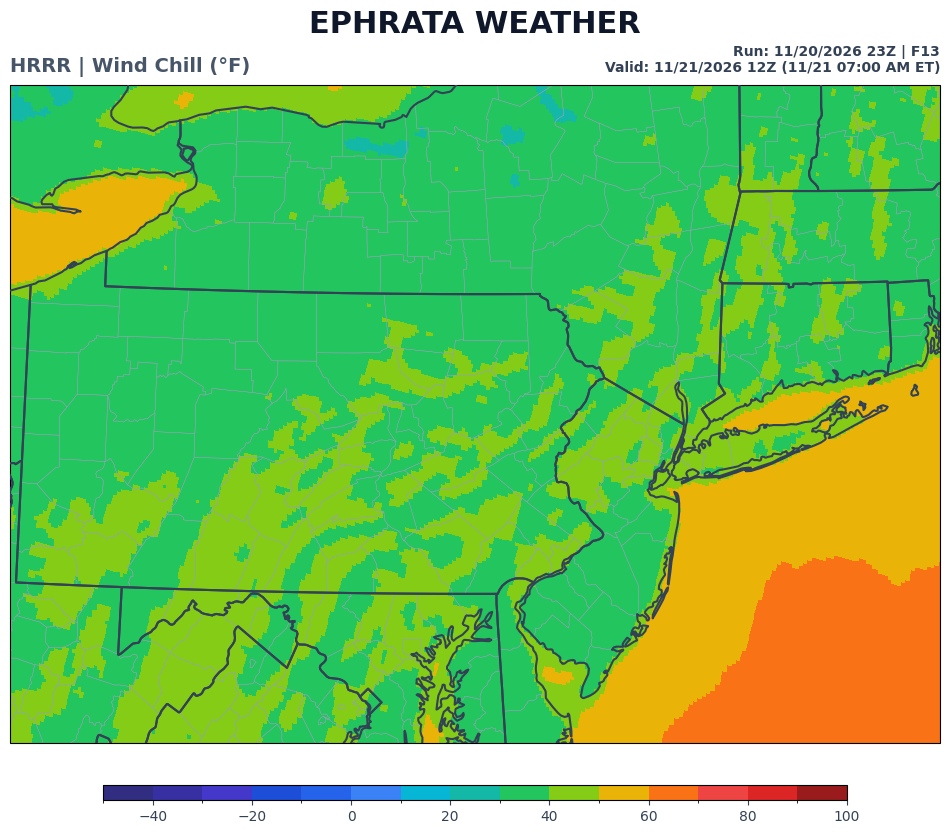 EPHRATA WEATHER
HRRR | Wind Chill (°F)
Run: 11/20/2026 23Z | F13
Valid: 11/21/2026 12Z (11/21 07:00 AM ET)
−40 −20 0 20 40 60 80 100